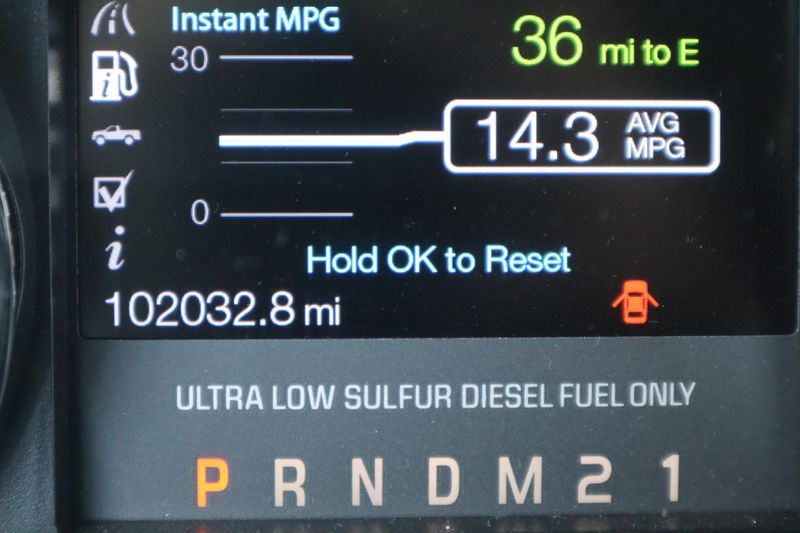 Instant MPG
36 mi to E
30
14.3 AVG MPG
0
Hold OK to Reset
102032.8 mi
ULTRA LOW SULFUR DIESEL FUEL ONLY
P R N D M 2 1